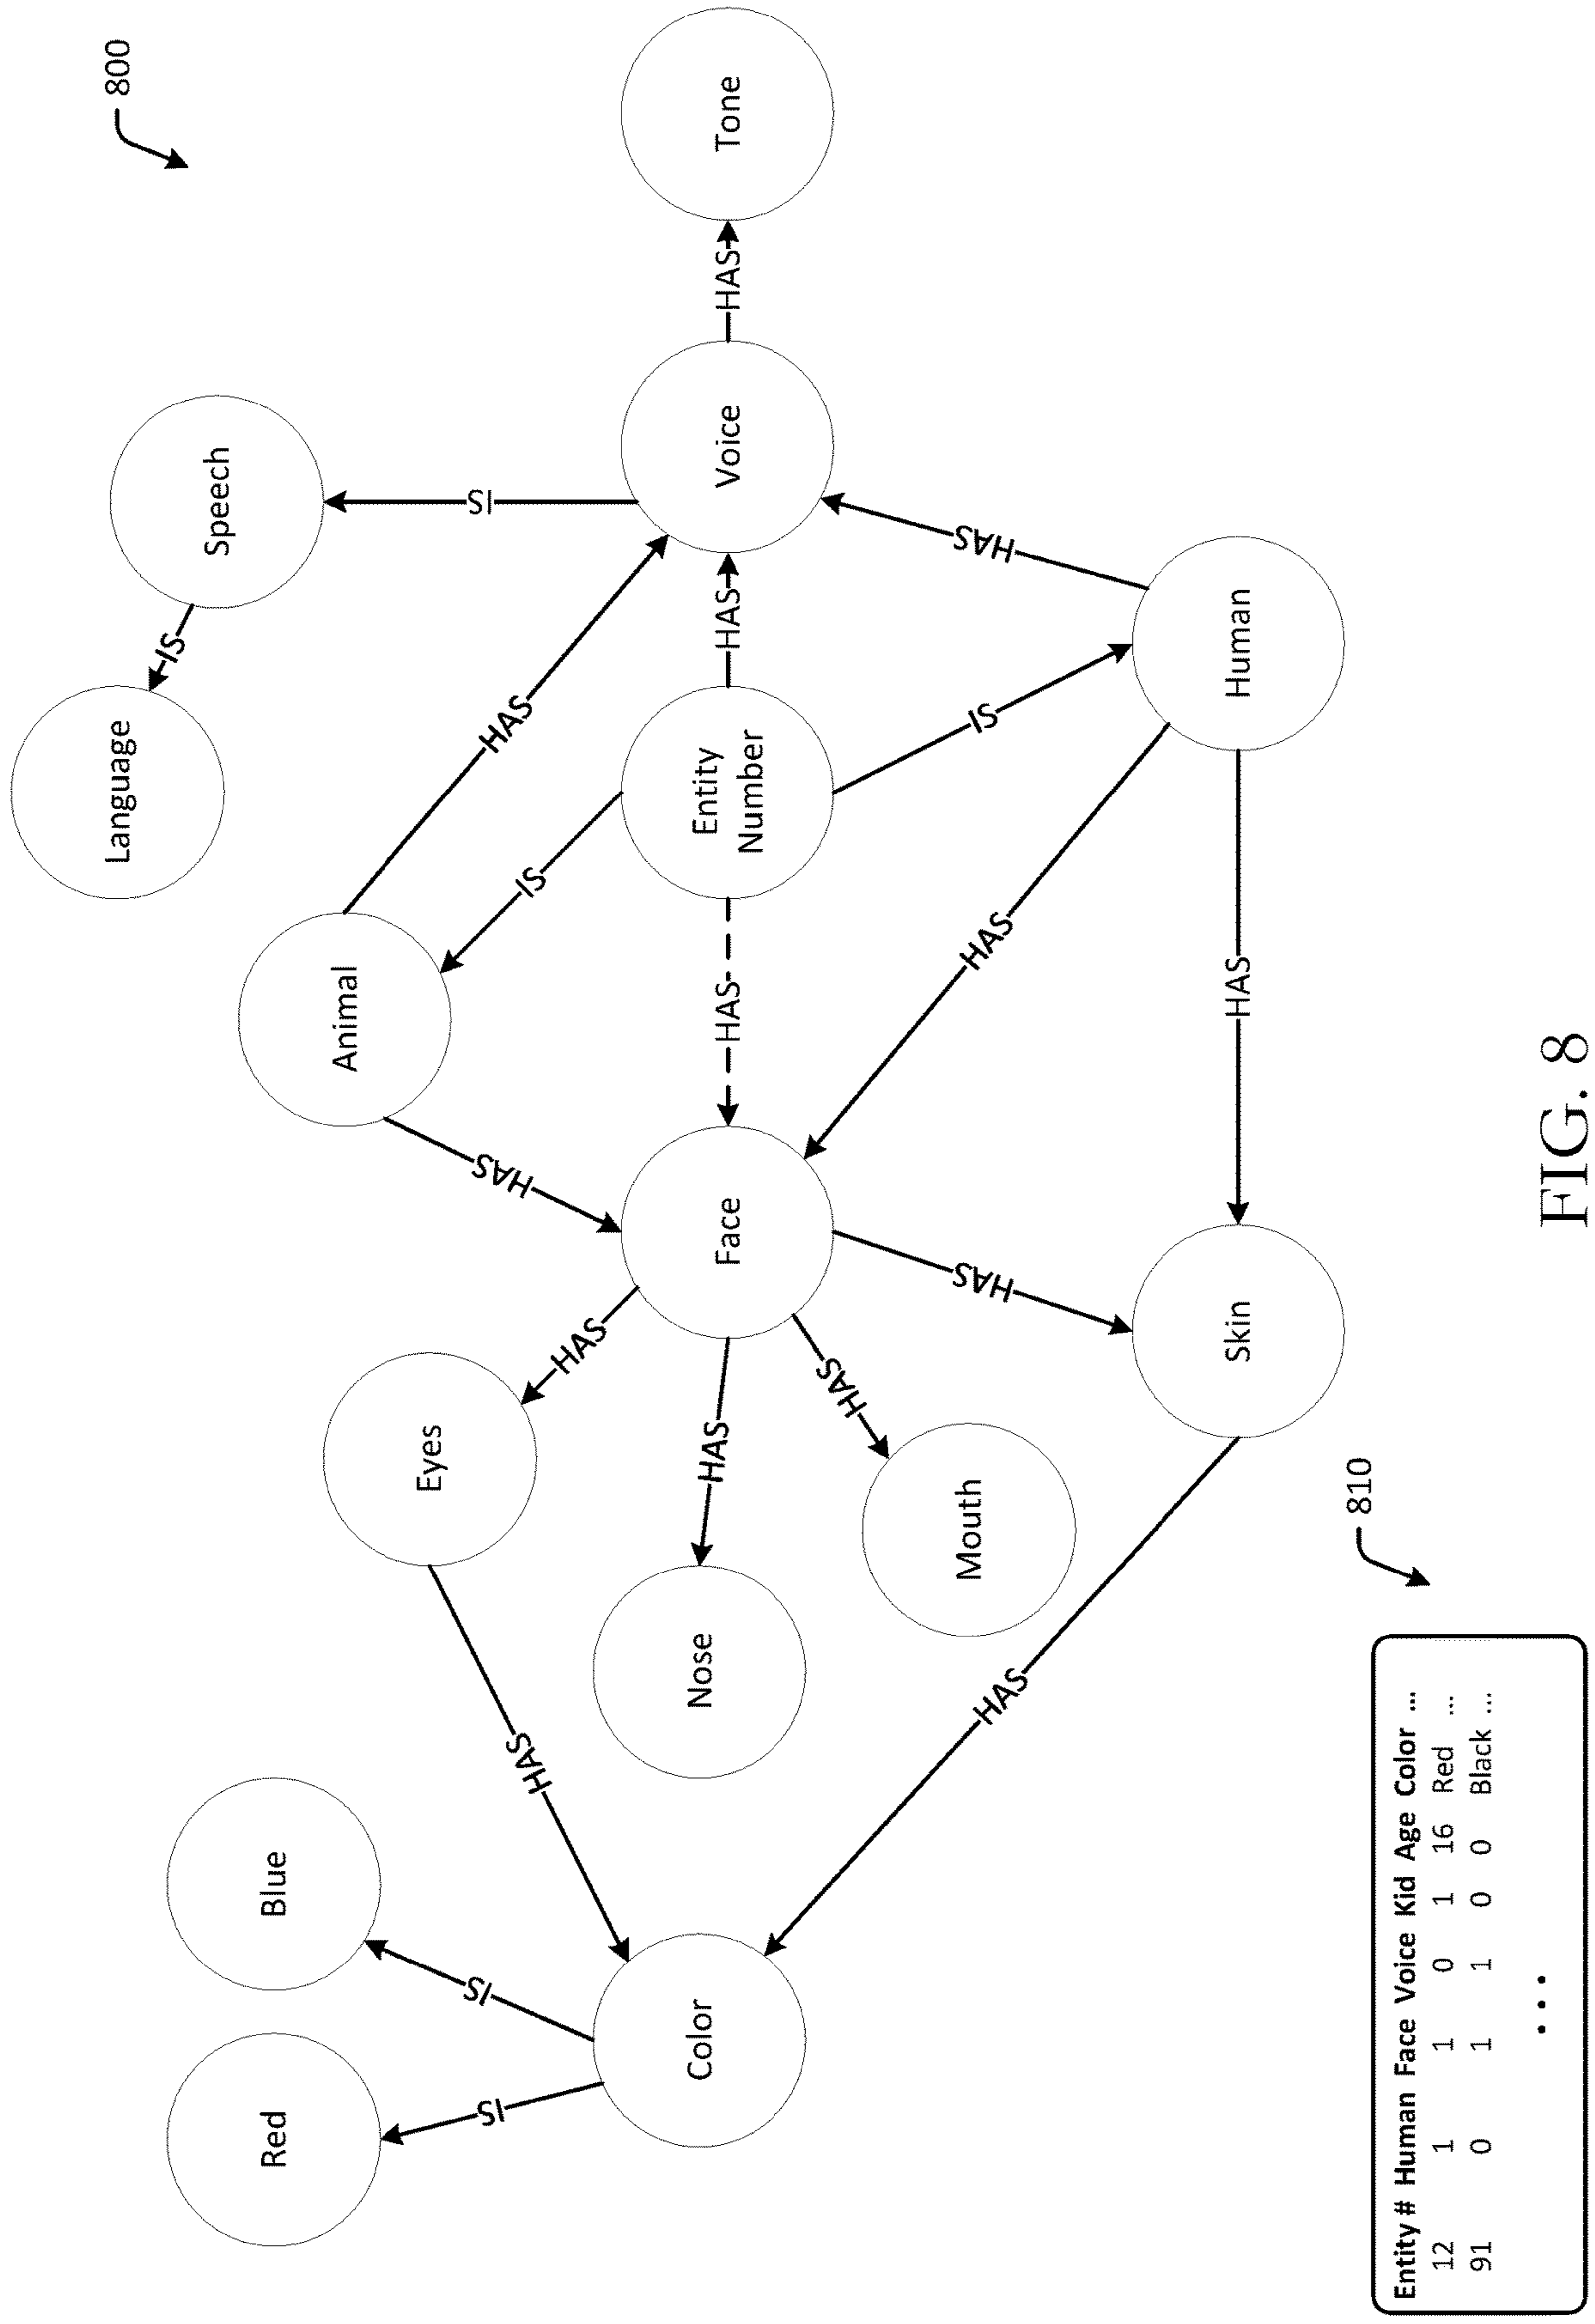 800
Language
IS
Speech
Red
Blue
IS
IS
IS
Eyes
Animal
HAS
HAS
HAS
HAS
IS
Color
Nose
HAS
Face
HAS
Entity
Number
HAS
Voice
HAS
Tone
HAS
Mouth
HAS
IS
HAS
HAS
HAS
Skin
HAS
Human
810
Entity # Human Face Voice Kid Age Color ...
12 1 1 0 1 16 Red ...
91 0 1 1 0 0 Black ...
...
FIG. 8